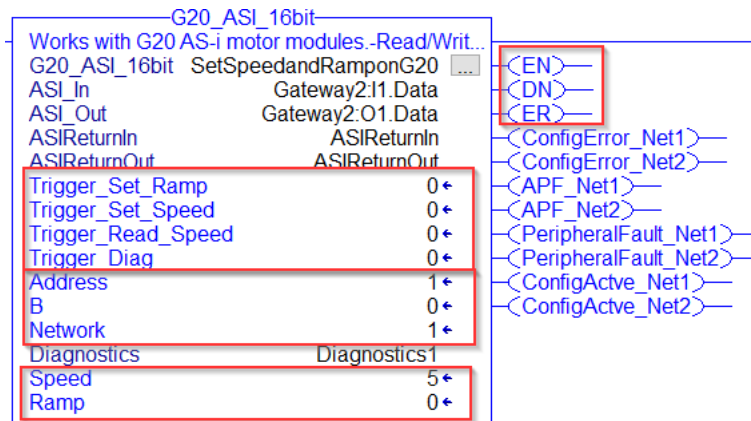 G20_ASI_16bit
Works with G20 AS-i motor modules.-Read/Writ...
G20_ASI_16bit SetSpeedandRamponG20 ... (EN)
ASI_In Gateway2:I1.Data (DN)
ASI_Out Gateway2:O1.Data (ER)
ASIReturnIn ASIReturnIn (ConfigError_Net1)
ASIReturnOut ASIReturnOut (ConfigError_Net2)
Trigger_Set_Ramp 0 (APF_Net1)
Trigger_Set_Speed 0 (APF_Net2)
Trigger_Read_Speed 0 (PeripheralFault_Net1)
Trigger_Diag 0 (PeripheralFault_Net2)
Address 1 (ConfigActve_Net1)
B 0 (ConfigActve_Net2)
Network 1
Diagnostics Diagnostics1
Speed 5
Ramp 0